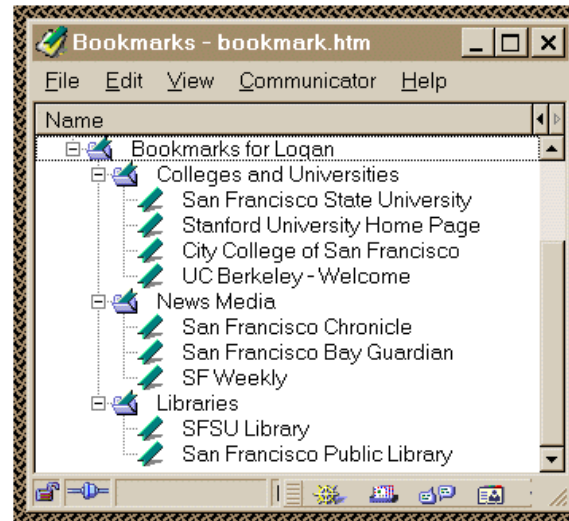 Bookmarks - bookmark.htm
File Edit View Communicator Help
Name
Bookmarks for Logan
Colleges and Universities
San Francisco State University
Stanford University Home Page
City College of San Francisco
UC Berkeley - Welcome
News Media
San Francisco Chronicle
San Francisco Bay Guardian
SF Weekly
Libraries
SFSU Library
San Francisco Public Library